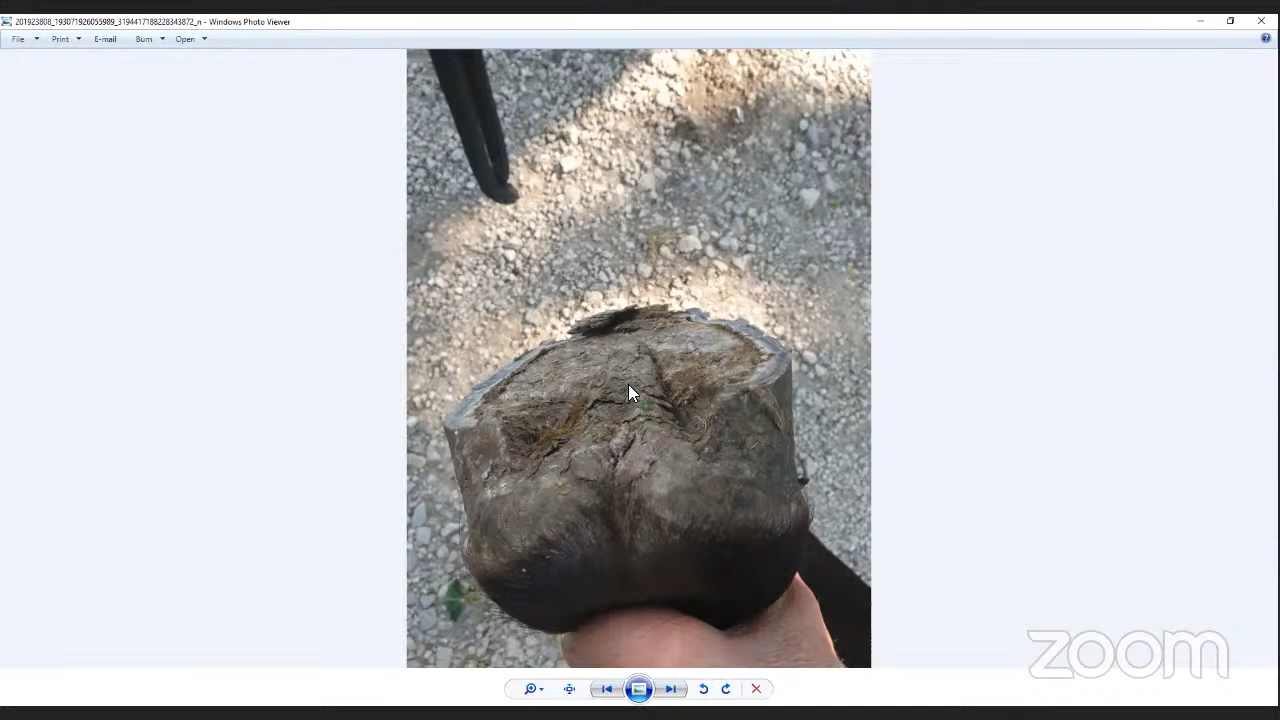 201923808_193071926055989_3194417188228343872_n - Windows Photo Viewer
File Print E-mail Burn Open
zoom